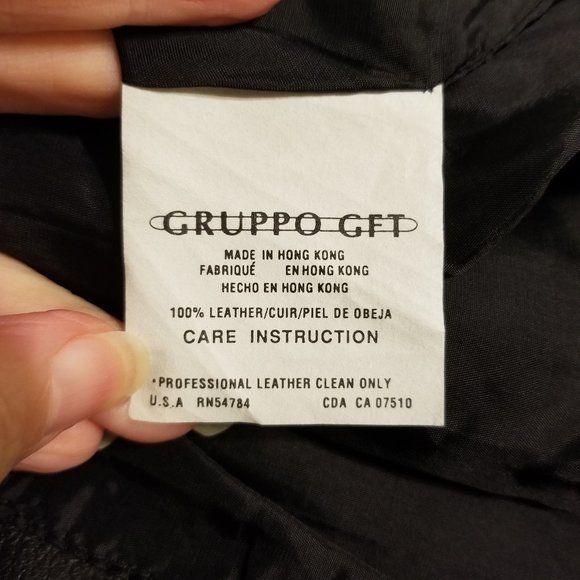 GRUPPO GFT
MADE IN HONG KONG
FABRIQUÉ EN HONG KONG
HECHO EN HONG KONG
100% LEATHER/CUIR/PIEL DE OBEJA
CARE INSTRUCTION
•PROFESSIONAL LEATHER CLEAN ONLY
U.S.A RN54784 CDA CA 07510